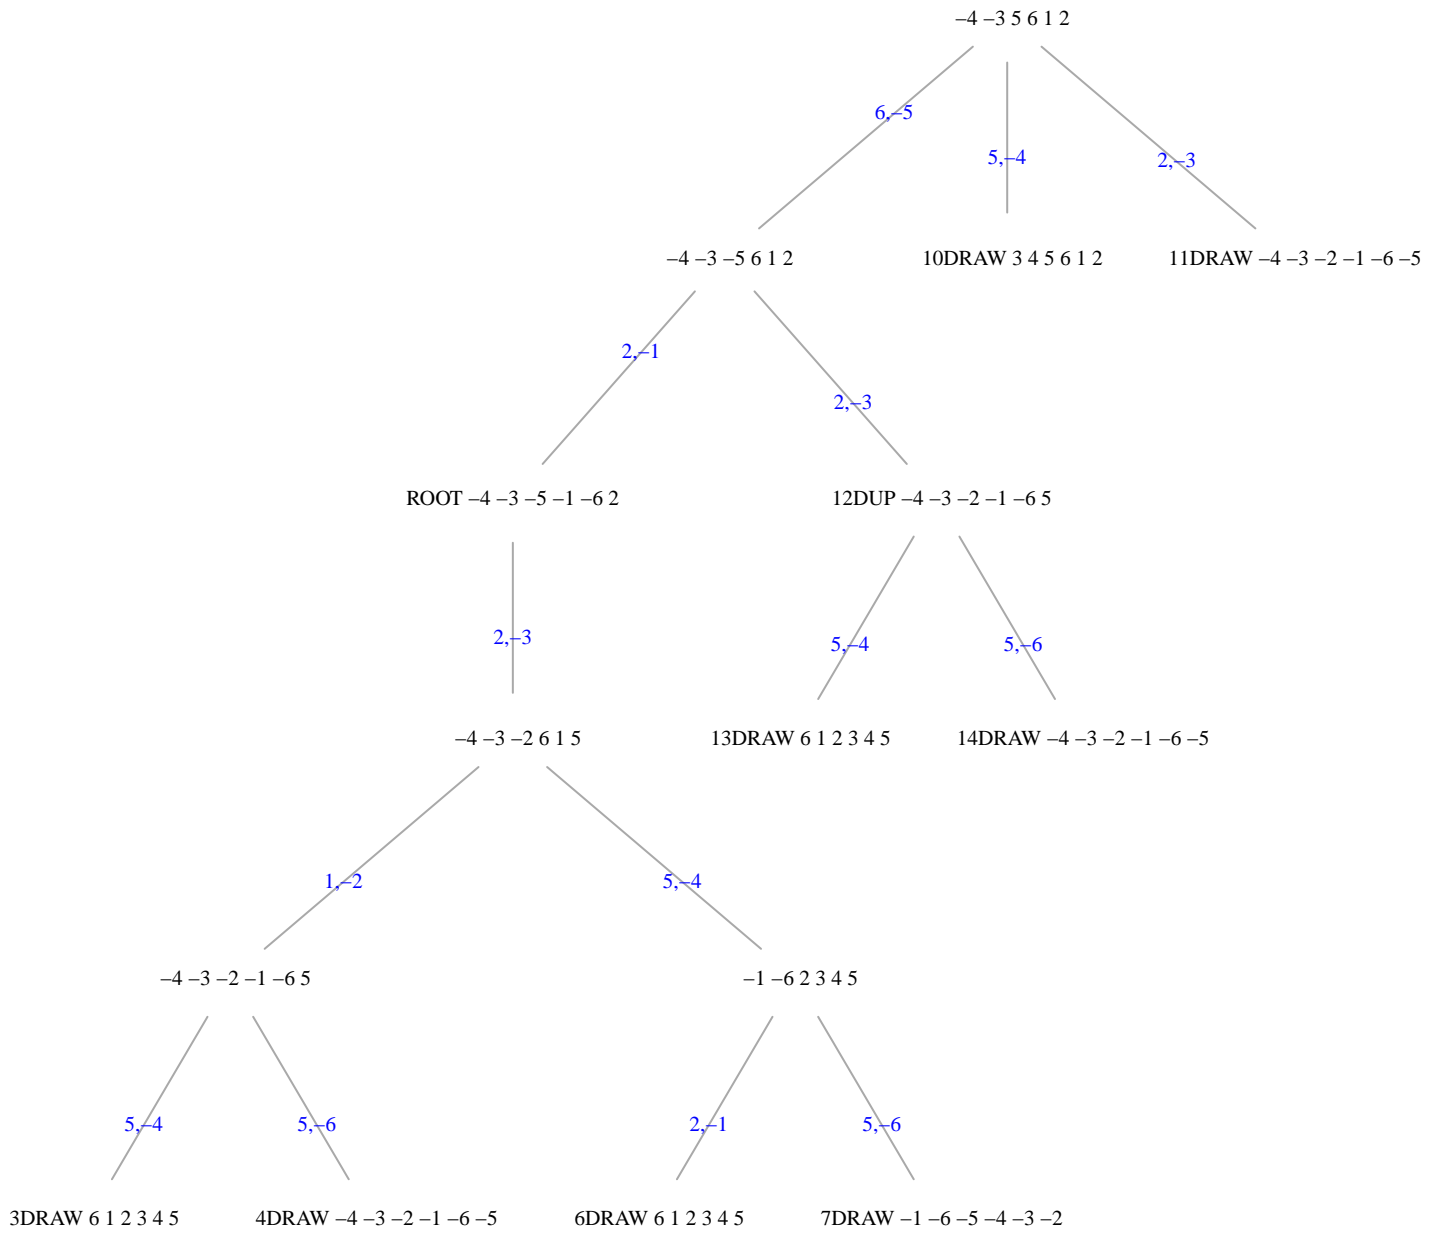 –4 –3 5 6 1 2
6,–5
5,–4
2,–3
–4 –3 –5 6 1 2
10DRAW 3 4 5 6 1 2
11DRAW –4 –3 –2 –1 –6 –5
2,–1
2,–3
ROOT –4 –3 –5 –1 –6 2
12DUP –4 –3 –2 –1 –6 5
2,–3
5,–4
5,–6
–4 –3 –2 6 1 5
13DRAW 6 1 2 3 4 5
14DRAW –4 –3 –2 –1 –6 –5
1,–2
5,–4
–4 –3 –2 –1 –6 5
–1 –6 2 3 4 5
5,–4
5,–6
2,–1
5,–6
3DRAW 6 1 2 3 4 5
4DRAW –4 –3 –2 –1 –6 –5
6DRAW 6 1 2 3 4 5
7DRAW –1 –6 –5 –4 –3 –2